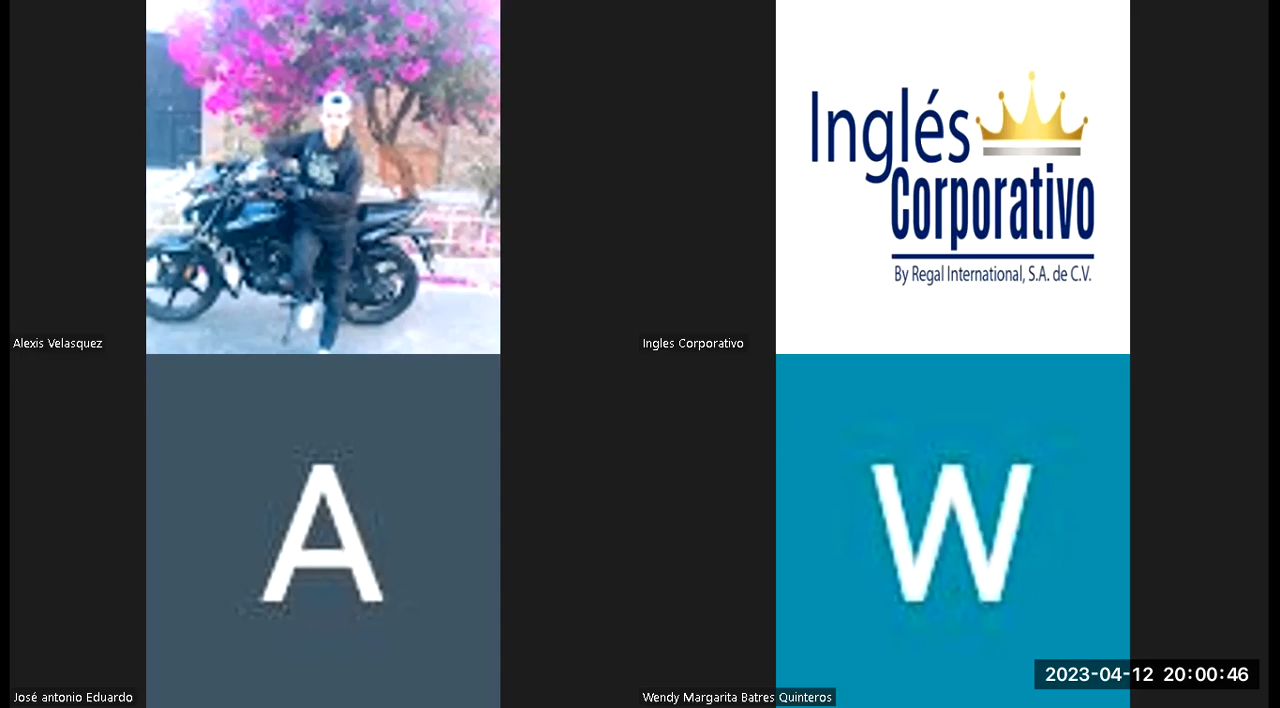 Inglés
Corporativo
By Regal International, S.A. de C.V.
Alexis Velasquez
Ingles Corporativo
A
W
José antonio Eduardo
Wendy Margarita Batres Quinteros
2023-04-12 20:00:46